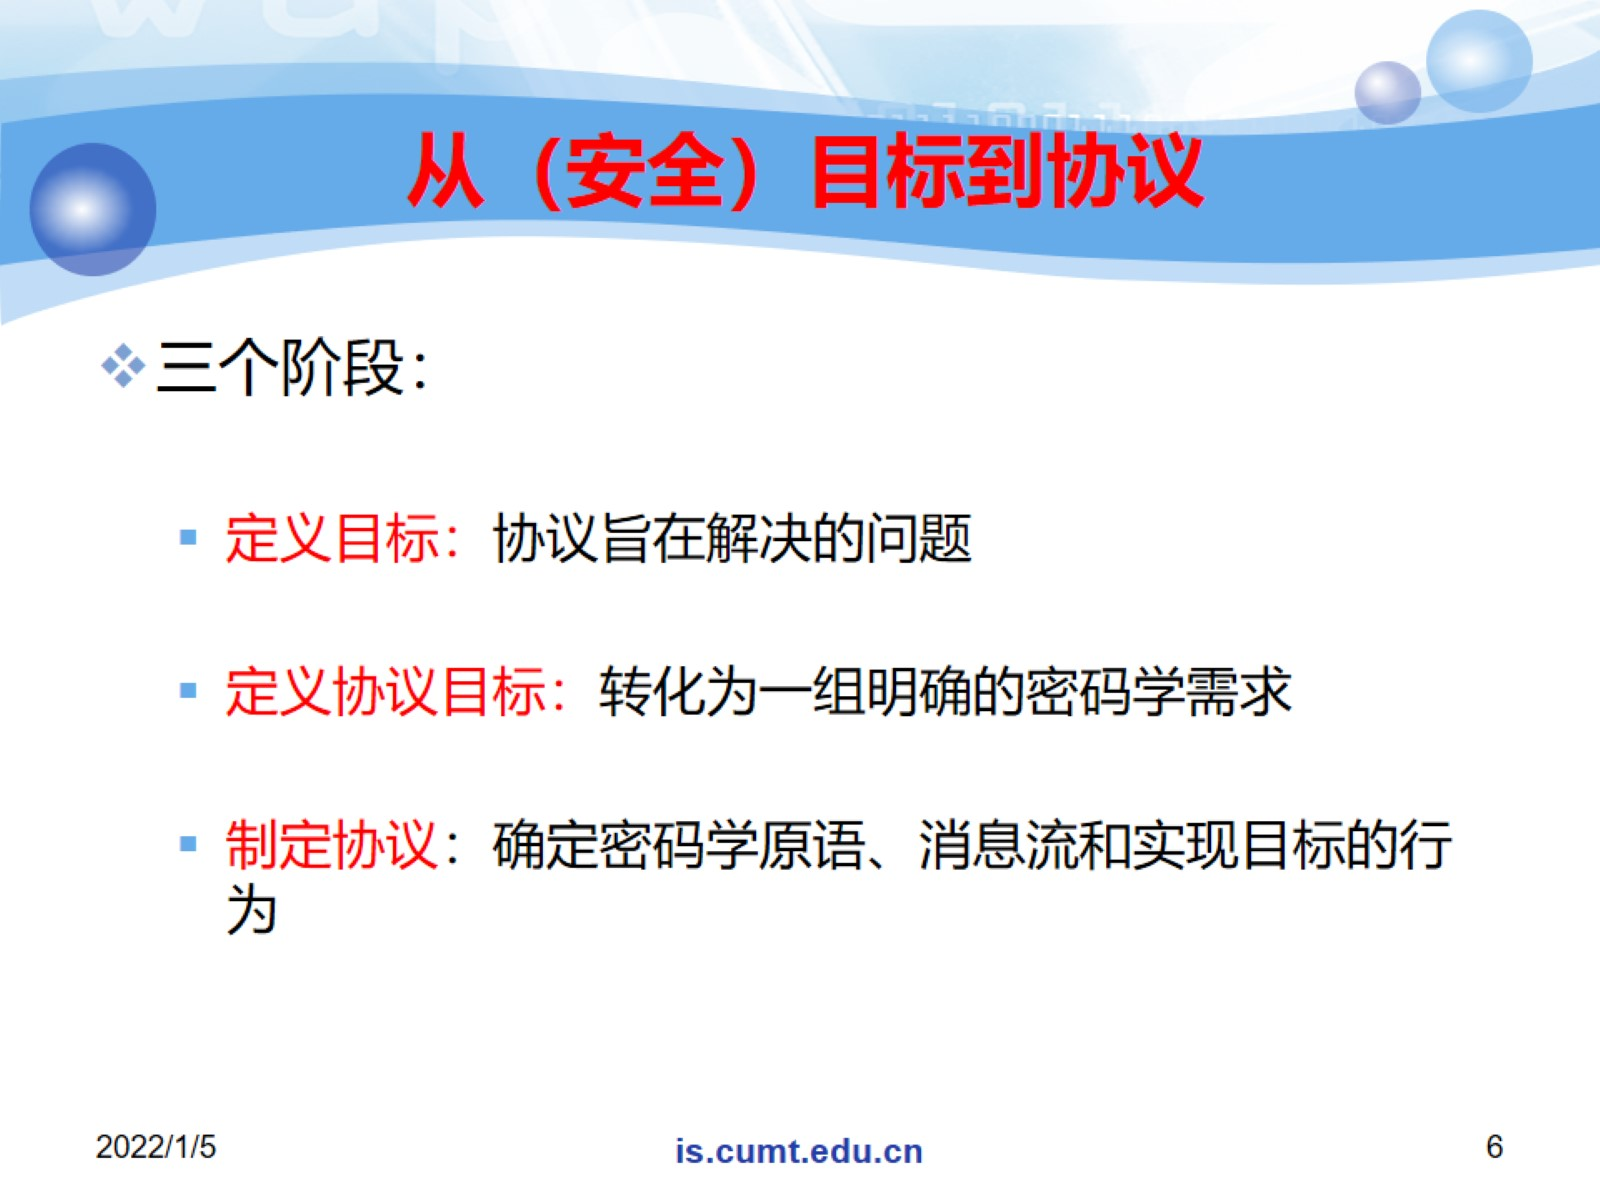 从（安全）目标到协议
三个阶段：
定义目标：协议旨在解决的问题
定义协议目标：转化为一组明确的密码学需求
制定协议：确定密码学原语、消息流和实现目标的行
为
2022/1/5
is.cumt.edu.cn
6